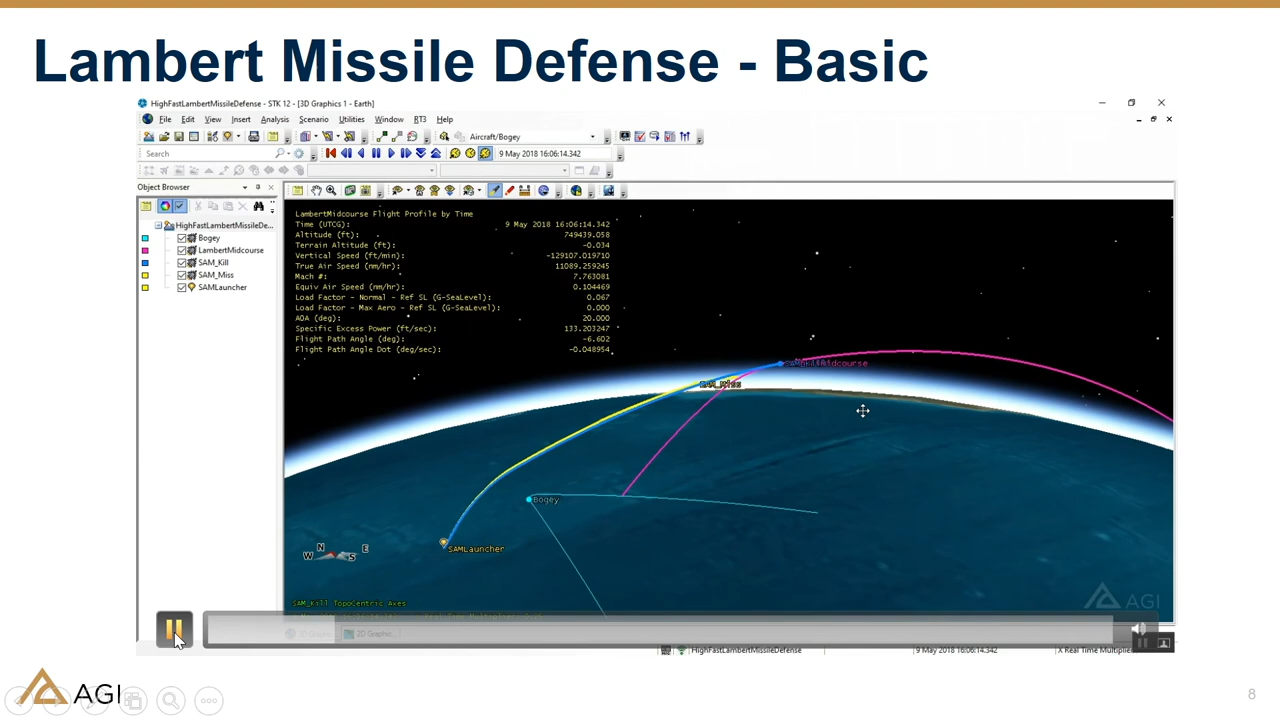 Lambert Missile Defense - Basic
HighFastLambertMissileDefense - STK 12 - [3D Graphics 1 - Earth]
File Edit View Insert Analysis Scenario Utilities Window RT3 Help
Aircraft/Bogey
Search
9 May 2018 16:06:14.342
Object Browser
HighFastLambertMissileDe...
Bogey
LambertMidcourse
SAM_Kill
SAM_Miss
SAMLauncher
LambertMidcourse Flight Profile by Time
Time (UTCG): 9 May 2018 16:06:14.342
Altitude (ft): 749439.058
Terrain Altitude (ft): -0.034
Vertical Speed (ft/min): -129107.019710
True Air Speed (nm/hr): 11089.259245
Mach #: 7.763081
Equiv Air Speed (nm/hr): 0.104469
Load Factor - Normal - Ref SL (G-SeaLevel): 0.067
Load Factor - Max Aero - Ref SL (G-SeaLevel): 0.000
AOA (deg): 20.000
Specific Excess Power (ft/sec): 133.203247
Flight Path Angle (deg): -6.602
Flight Path Angle Dot (deg/sec): -0.048954
SAM_Miss
Bogey
SAMLauncher
W N E S
SAM_Kill TopoCentric Axes
AGI
2D Graphic...
HighFastLambertMissileDefense
9 May 2018 16:06:14.342
X Real Time Multiplie
AGI
8